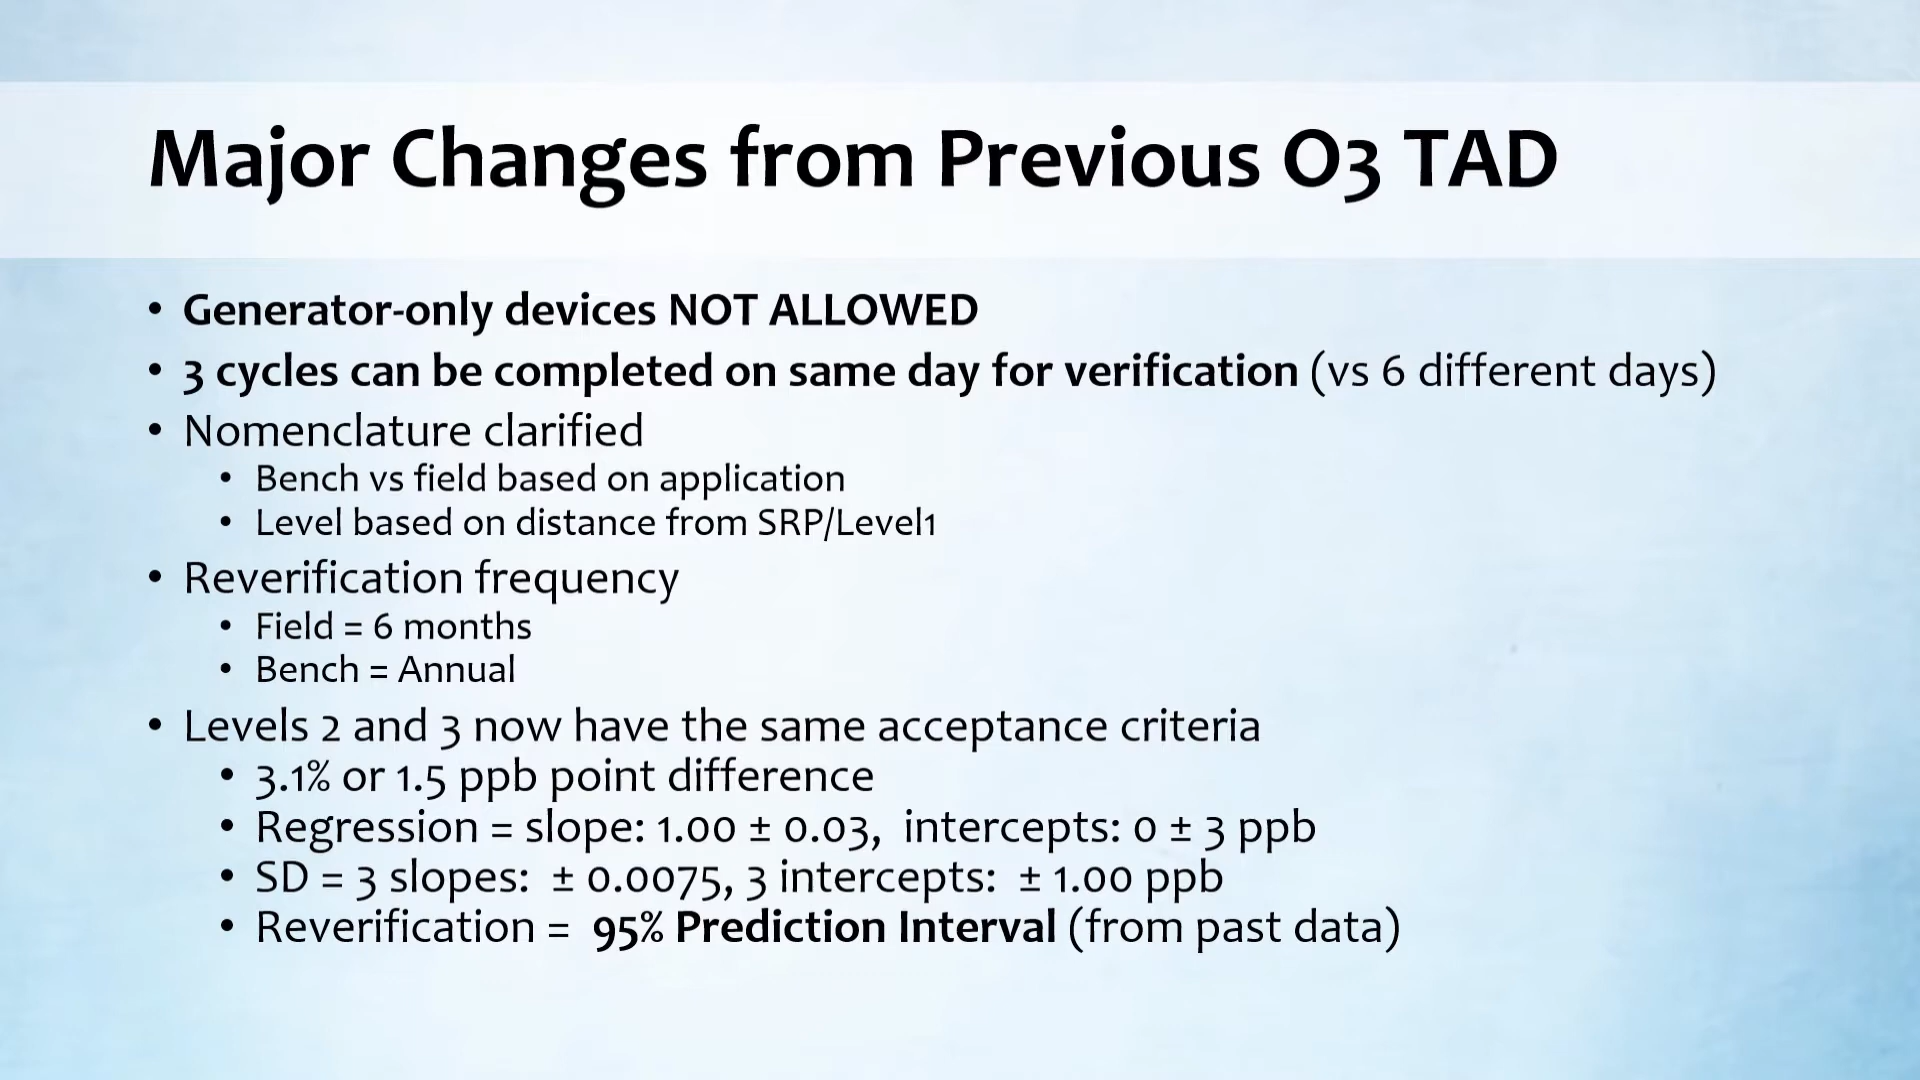 Major Changes from Previous O3 TAD
• Generator-only devices NOT ALLOWED
• 3 cycles can be completed on same day for verification (vs 6 different days)
• Nomenclature clarified
• Bench vs field based on application
• Level based on distance from SRP/Level1
• Reverification frequency
• Field = 6 months
• Bench = Annual
• Levels 2 and 3 now have the same acceptance criteria
• 3.1% or 1.5 ppb point difference
• Regression = slope: 1.00 ± 0.03,  intercepts: 0 ± 3 ppb
• SD = 3 slopes:  ± 0.0075, 3 intercepts:  ± 1.00 ppb
• Reverification =  95% Prediction Interval (from past data)